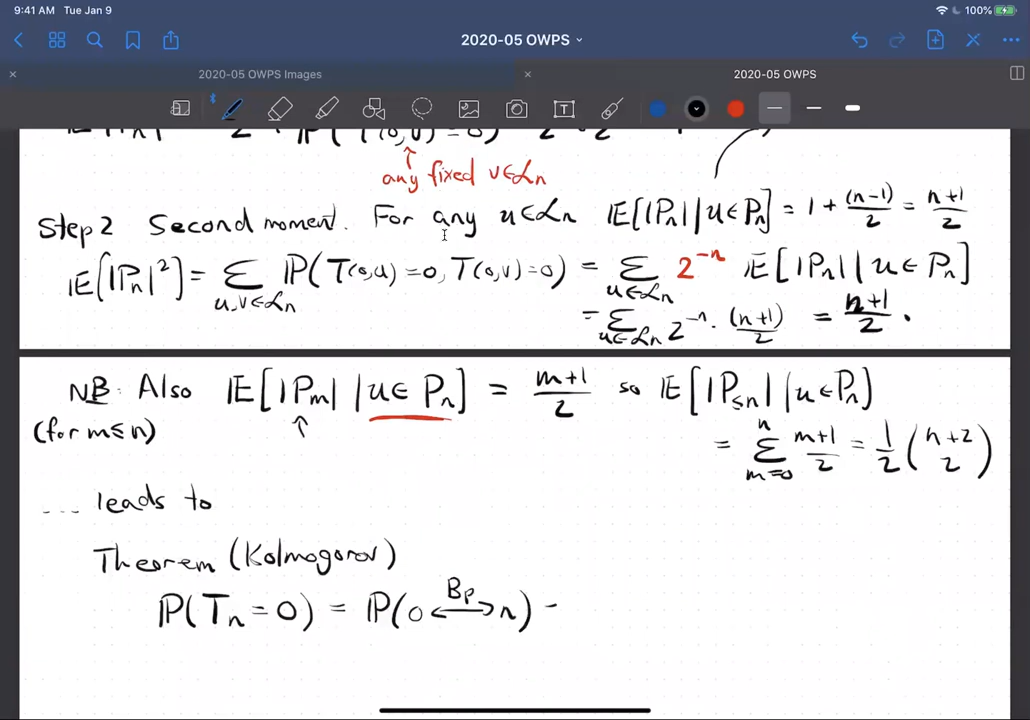 9:41 AM Tue Jan 9
100%
2020-05 OWPS
2020-05 OWPS Images
2020-05 OWPS
any fixed v∈ℒn
Step 2 Second moment. For any u∈ℒn 𝔼[|Pn| | u∈Pn] = 1 + (n-1)/2 = (n+1)/2
𝔼[|Pn|²] = Σ_{u,v∈ℒn} ℙ(T(0,u)=0, T(0,v)=0) = Σ_{u∈ℒn} 2^{-n} 𝔼[|Pn| | u∈Pn]
= Σ_{u∈ℒn} 2^{-n} · (n+1)/2 = (n+1)/2 .
NB: Also 𝔼[|Pm| | u∈Pn] = (m+1)/2 so 𝔼[|P≤n| | u∈Pn]
(for m≤n)
= Σ_{m=0}^{n} (m+1)/2 = 1/2 (n+2 2)
... leads to
Theorem (Kolmogorov)
ℙ(Tn = 0) = ℙ(0 ⟷^{Bp} n) -